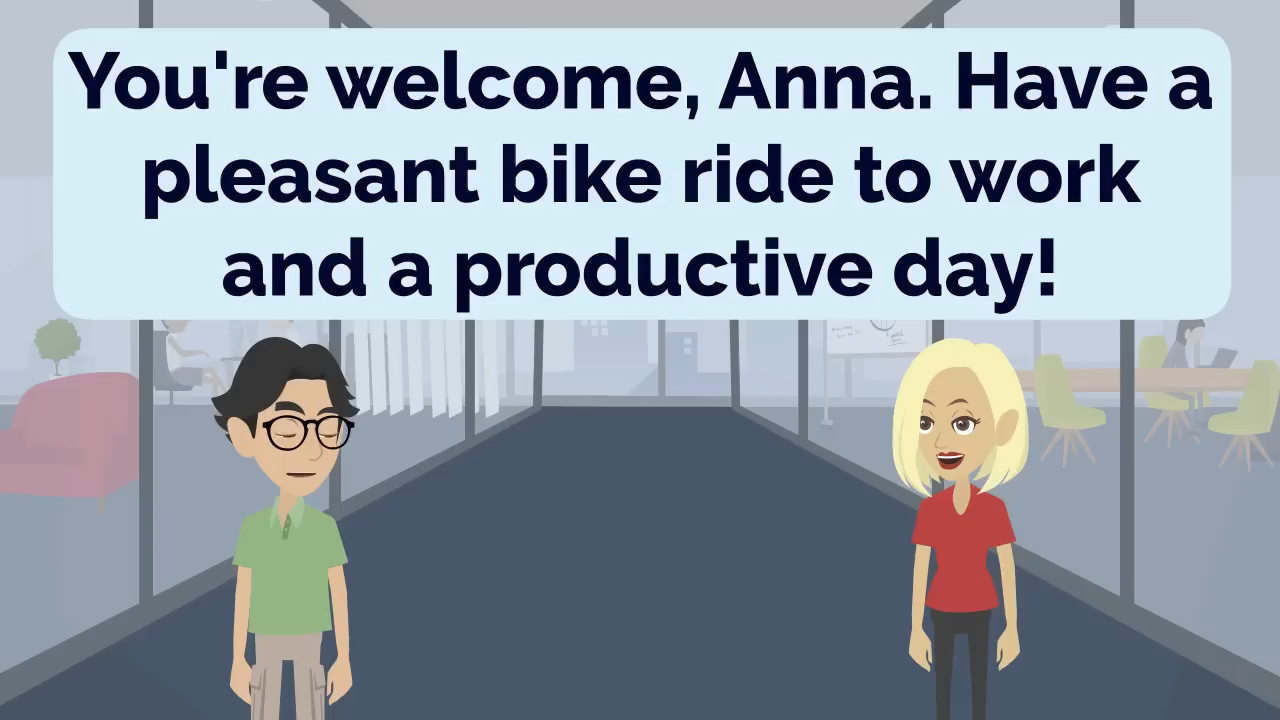 You're welcome, Anna. Have a
pleasant bike ride to work
and a productive day!